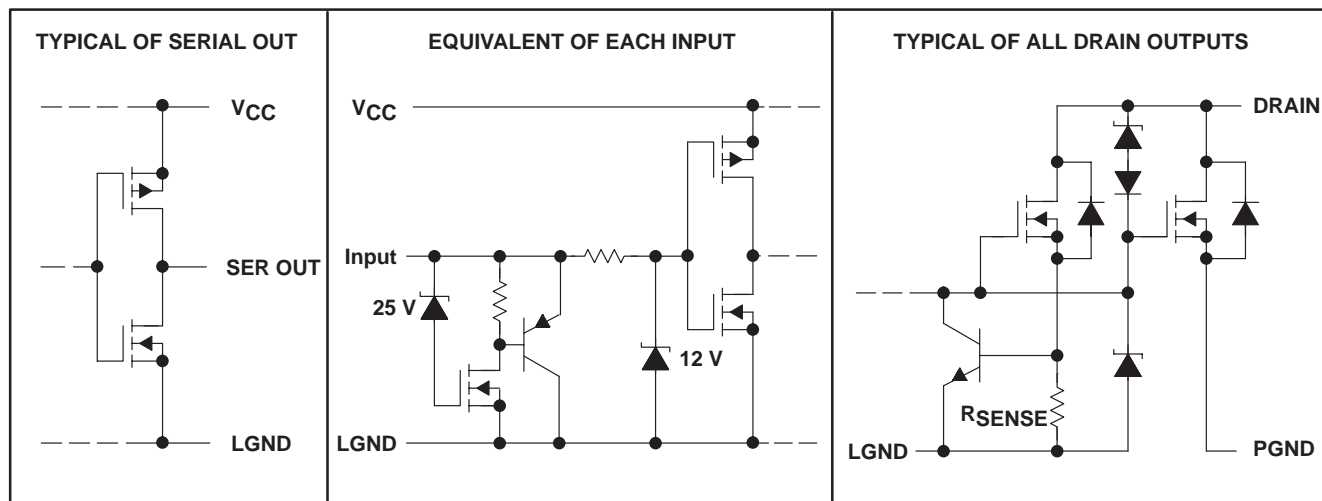 TYPICAL OF SERIAL OUT
VCC
SER OUT
LGND
EQUIVALENT OF EACH INPUT
VCC
Input
25 V
12 V
LGND
TYPICAL OF ALL DRAIN OUTPUTS
DRAIN
RSENSE
LGND
PGND